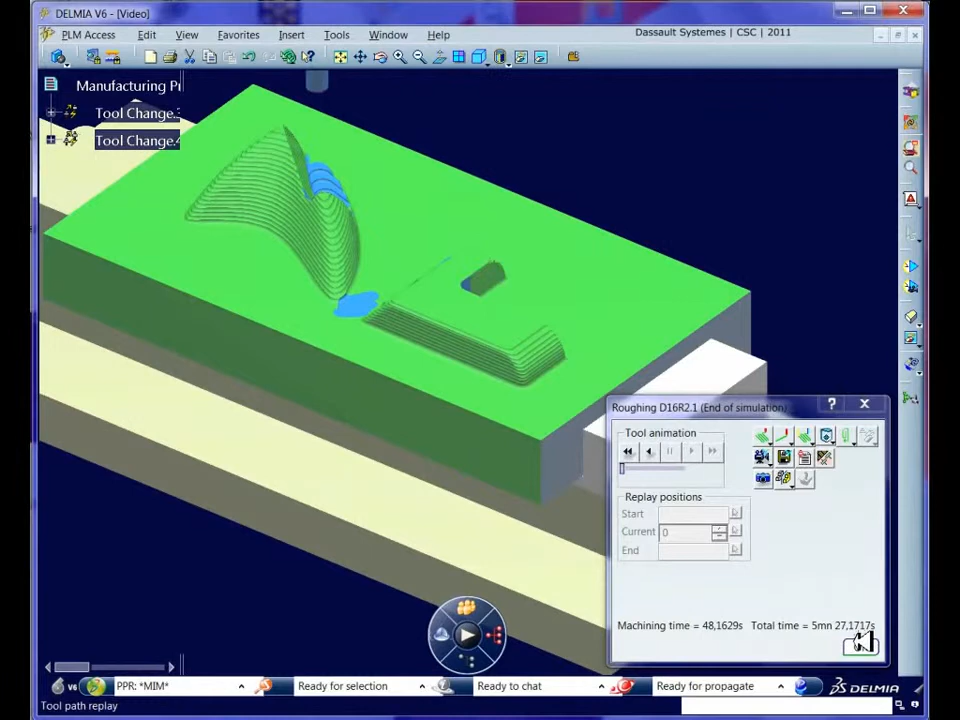 DELMIA V6 - [Video]
PLM Access Edit View Favorites Insert Tools Window Help
Dassault Systemes | CSC | 2011
Manufacturing Pr
Tool Change.
Tool Change.4
Roughing D16R2.1 (End of simulation)
Tool animation
Replay positions
Start
Current 0
End
Machining time = 48,1629s Total time = 5mn 27,1717s
V6 PPR: *MIM* Ready for selection Ready to chat Ready for propagate DELMIA
Tool path replay